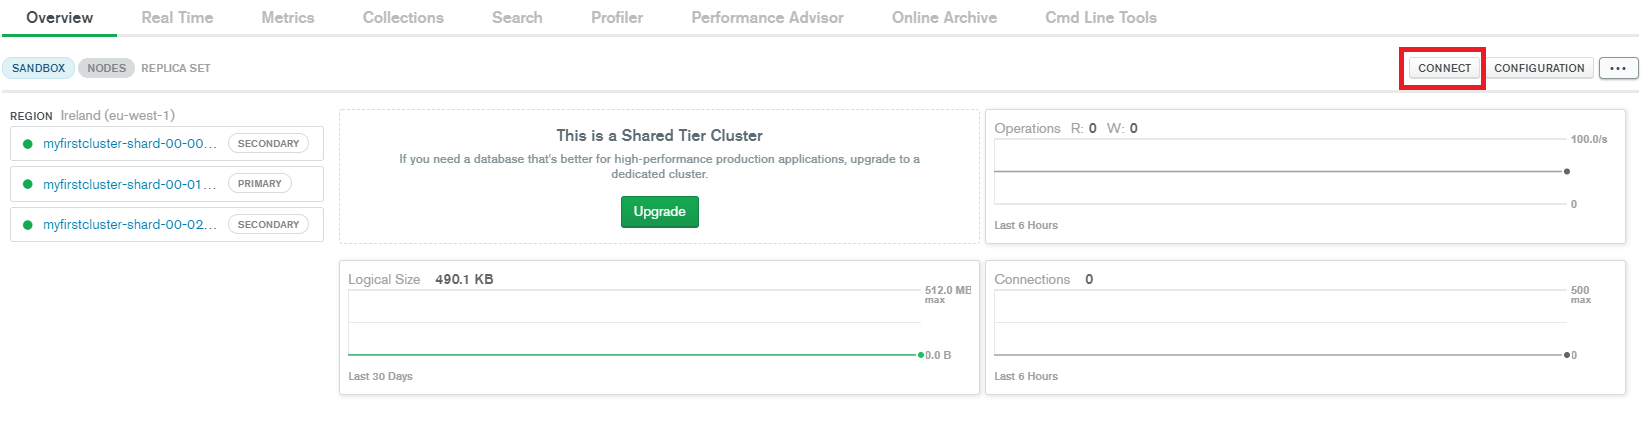 Overview Real Time Metrics Collections Search Profiler Performance Advisor Online Archive Cmd Line Tools
SANDBOX NODES REPLICA SET CONNECT CONFIGURATION ...
REGION Ireland (eu-west-1)
myfirstcluster-shard-00-00... SECONDARY
myfirstcluster-shard-00-01... PRIMARY
myfirstcluster-shard-00-02... SECONDARY
This is a Shared Tier Cluster
If you need a database that's better for high-performance production applications, upgrade to a
dedicated cluster.
Upgrade
Operations R: 0 W: 0
100.0/s
0
Last 6 Hours
Logical Size 490.1 KB
512.0 MB
max
0.0 B
Last 30 Days
Connections 0
500
max
0
Last 6 Hours